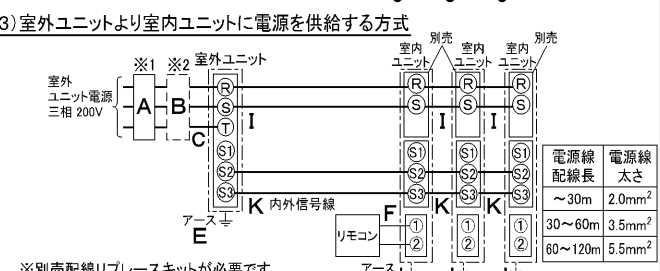 3)室外ユニットより室内ユニットに電源を供給する方式
※1 ※2 室外ユニット
室内
ユニット
別売
室内
ユニット
室内
ユニット
別売
室外
ユニット電源
三相 200V
A
B
C
R
S
T
S1
S2
S3
I
R
S
I
R
S
I
R
S
S1
S2
S3
S1
S2
S3
S1
S2
S3
K 内外信号線
K
K
アース
E
F
リモコン
①
②
①
②
①
②
アース
電源線
配線長
電源線
太さ
~30m 2.0mm²
30~60m 3.5mm²
60~120m 5.5mm²
※別売配線リプレースキットが必要です